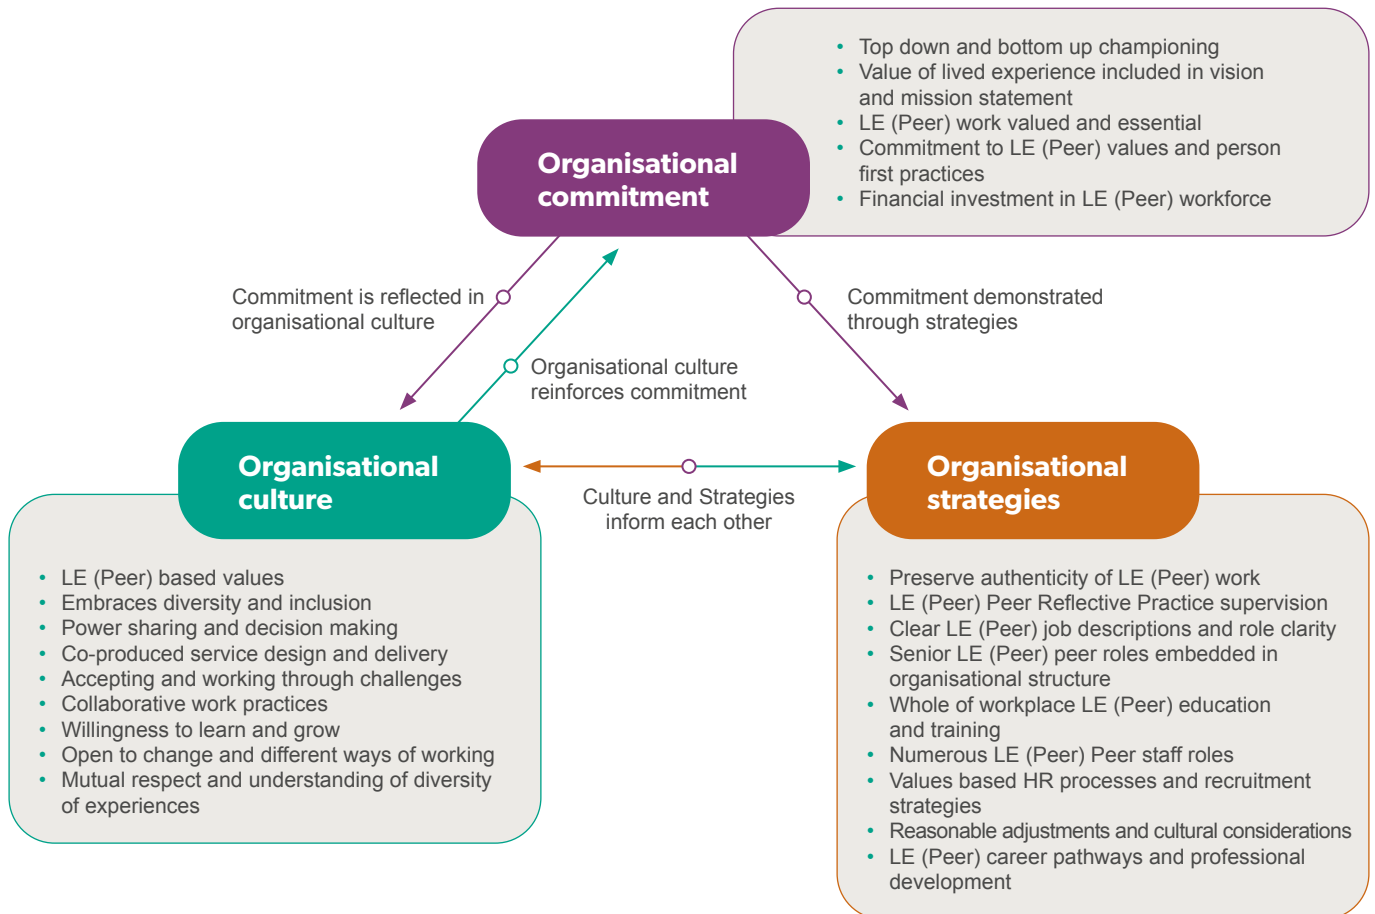 • Top down and bottom up championing
• Value of lived experience included in vision
and mission statement
• LE (Peer) work valued and essential
• Commitment to LE (Peer) values and person
first practices
• Financial investment in LE (Peer) workforce
Organisational
commitment
Commitment is reflected in
organisational culture
Commitment demonstrated
through strategies
Organisational culture
reinforces commitment
Organisational
culture
Culture and Strategies
inform each other
Organisational
strategies
• LE (Peer) based values
• Embraces diversity and inclusion
• Power sharing and decision making
• Co-produced service design and delivery
• Accepting and working through challenges
• Collaborative work practices
• Willingness to learn and grow
• Open to change and different ways of working
• Mutual respect and understanding of diversity
of experiences
• Preserve authenticity of LE (Peer) work
• LE (Peer) Peer Reflective Practice supervision
• Clear LE (Peer) job descriptions and role clarity
• Senior LE (Peer) peer roles embedded in
organisational structure
• Whole of workplace LE (Peer) education
and training
• Numerous LE (Peer) Peer staff roles
• Values based HR processes and recruitment
strategies
• Reasonable adjustments and cultural considerations
• LE (Peer) career pathways and professional
development